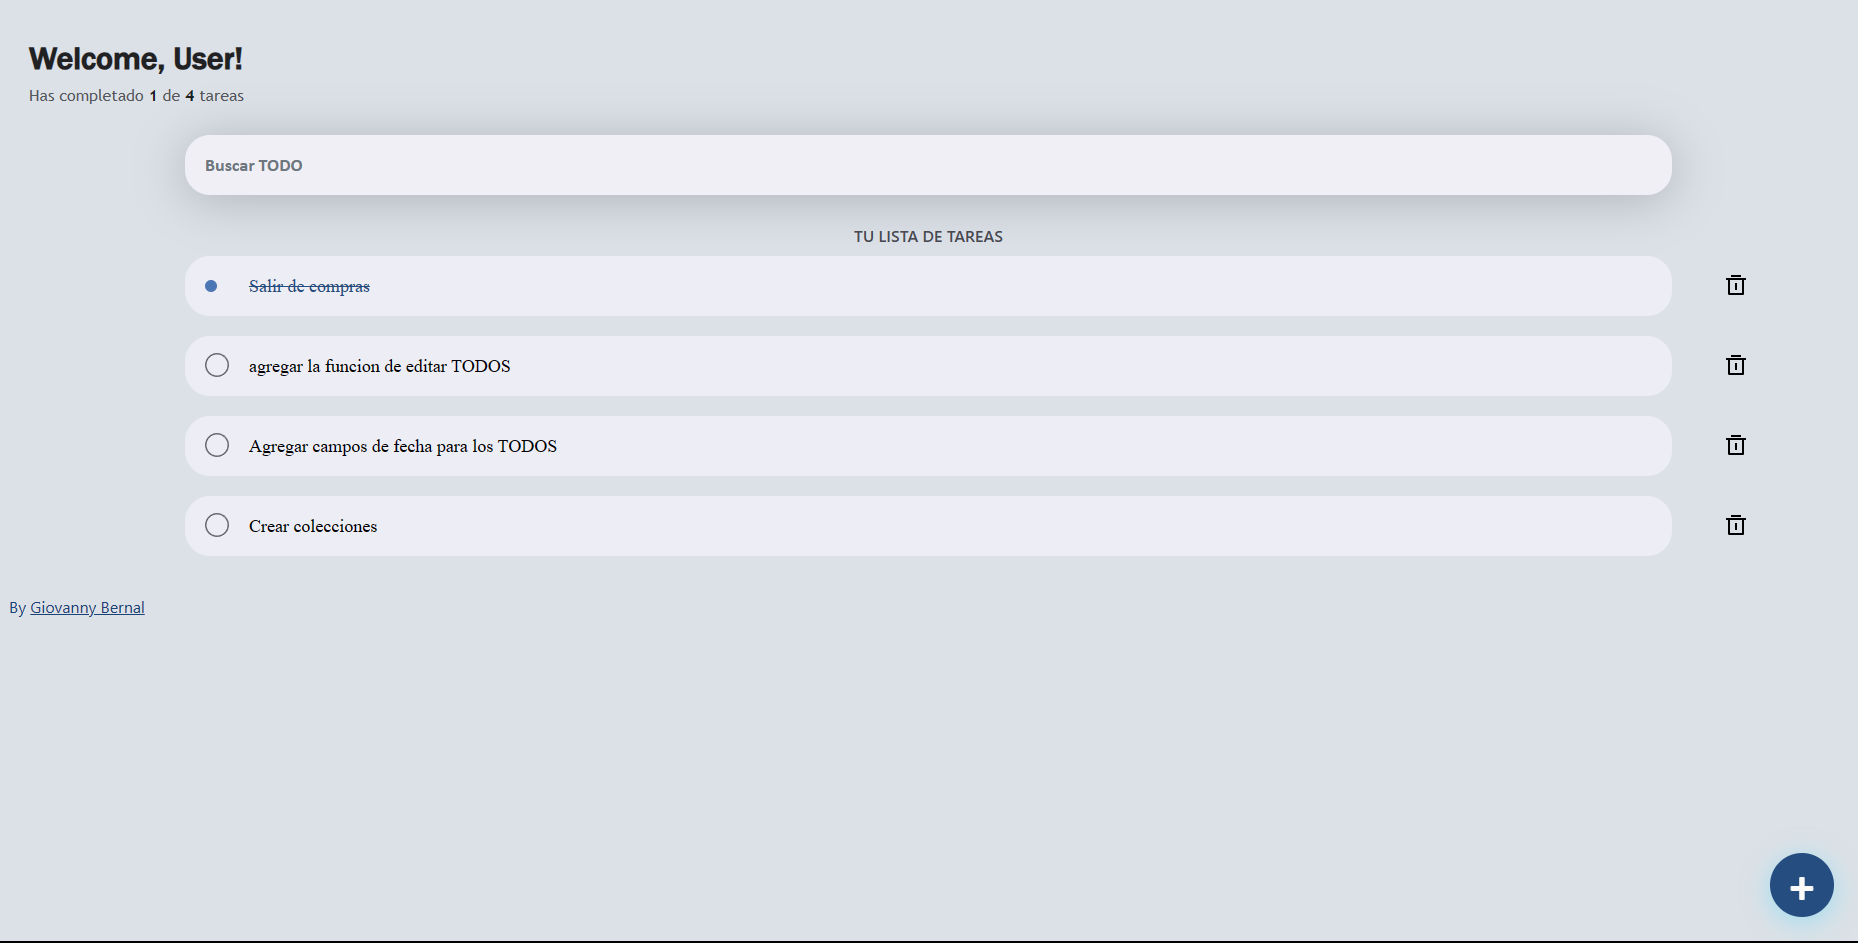 Welcome, User!
Has completado 1 de 4 tareas
Buscar TODO
TU LISTA DE TAREAS
Salir de compras
agregar la funcion de editar TODOS
Agregar campos de fecha para los TODOS
Crear colecciones
By Giovanny Bernal
+